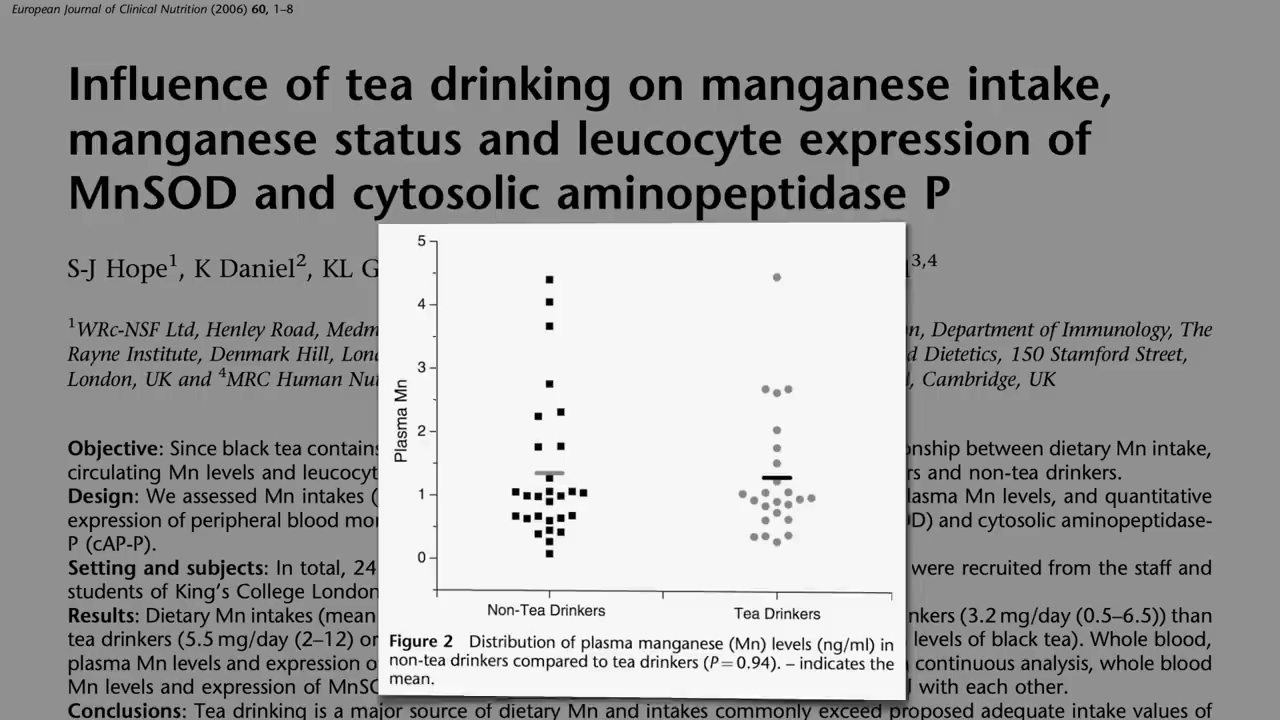 European Journal of Clinical Nutrition (2006) 60, 1–8
Influence of tea drinking on manganese intake,
manganese status and leucocyte expression of
MnSOD and cytosolic aminopeptidase P
S-J Hope1, K Daniel2, KL G
3,4
1WRc-NSF Ltd, Henley Road, Medm
Department of Immunology, The
Rayne Institute, Denmark Hill, Lon
Dietetics, 150 Stamford Street,
London, UK and 4MRC Human Nut
Cambridge, UK
Objective: Since black tea contains
between dietary Mn intake,
circulating Mn levels and leucocyt
and non-tea drinkers.
Design: We assessed Mn intakes (
plasma Mn levels, and quantitative
expression of peripheral blood mo
and cytosolic aminopeptidase-
P (cAP-P).
Setting and subjects: In total, 24
were recruited from the staff and
students of King's College London
Results: Dietary Mn intakes (mean
(3.2 mg/day (0.5–6.5)) than
tea drinkers (5.5 mg/day (2–12) or
levels of black tea). Whole blood,
plasma Mn levels and expression o
continuous analysis, whole blood
Mn levels and expression of MnSO
with each other.
Conclusions: Tea drinking is a major source of dietary Mn and intakes commonly exceed proposed adequate intake values of
5
4
3
2
1
0
Plasma Mn
Non-Tea Drinkers
Tea Drinkers
Figure 2 Distribution of plasma manganese (Mn) levels (ng/ml) in
non-tea drinkers compared to tea drinkers (P=0.94). – indicates the
mean.